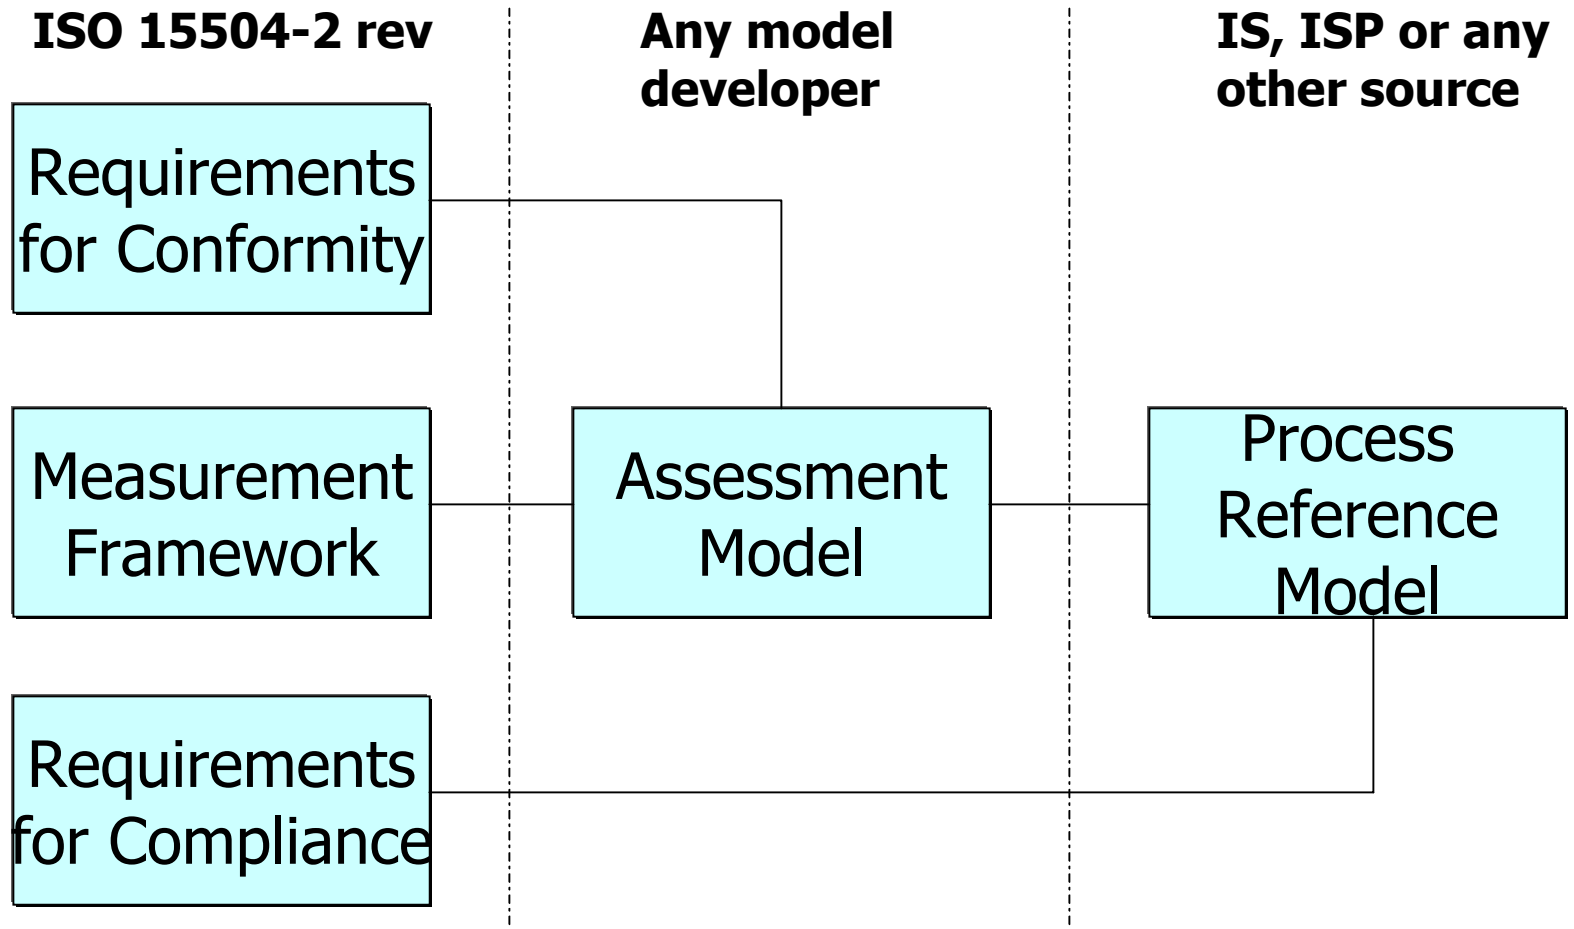 ISO 15504-2 rev
Any model
developer
IS, ISP or any
other source
Requirements
for Conformity
Measurement
Framework
Assessment
Model
Process
Reference
Model
Requirements
for Compliance